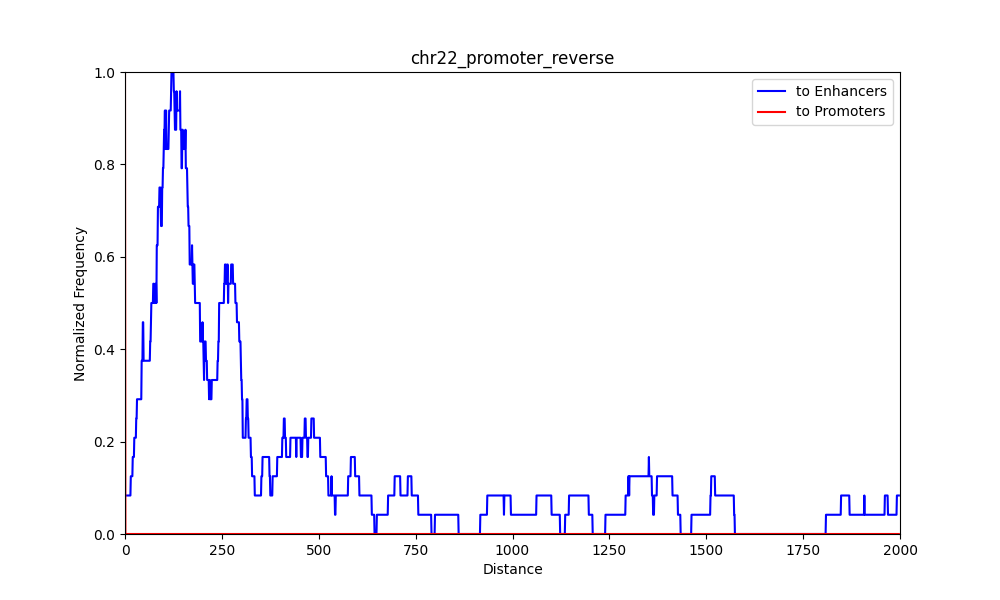 chr22_promoter_reverse
to Enhancers
to Promoters
Normalized Frequency
1.0
0.8
0.6
0.4
0.2
0.0
0 250 500 750 1000 1250 1500 1750 2000
Distance